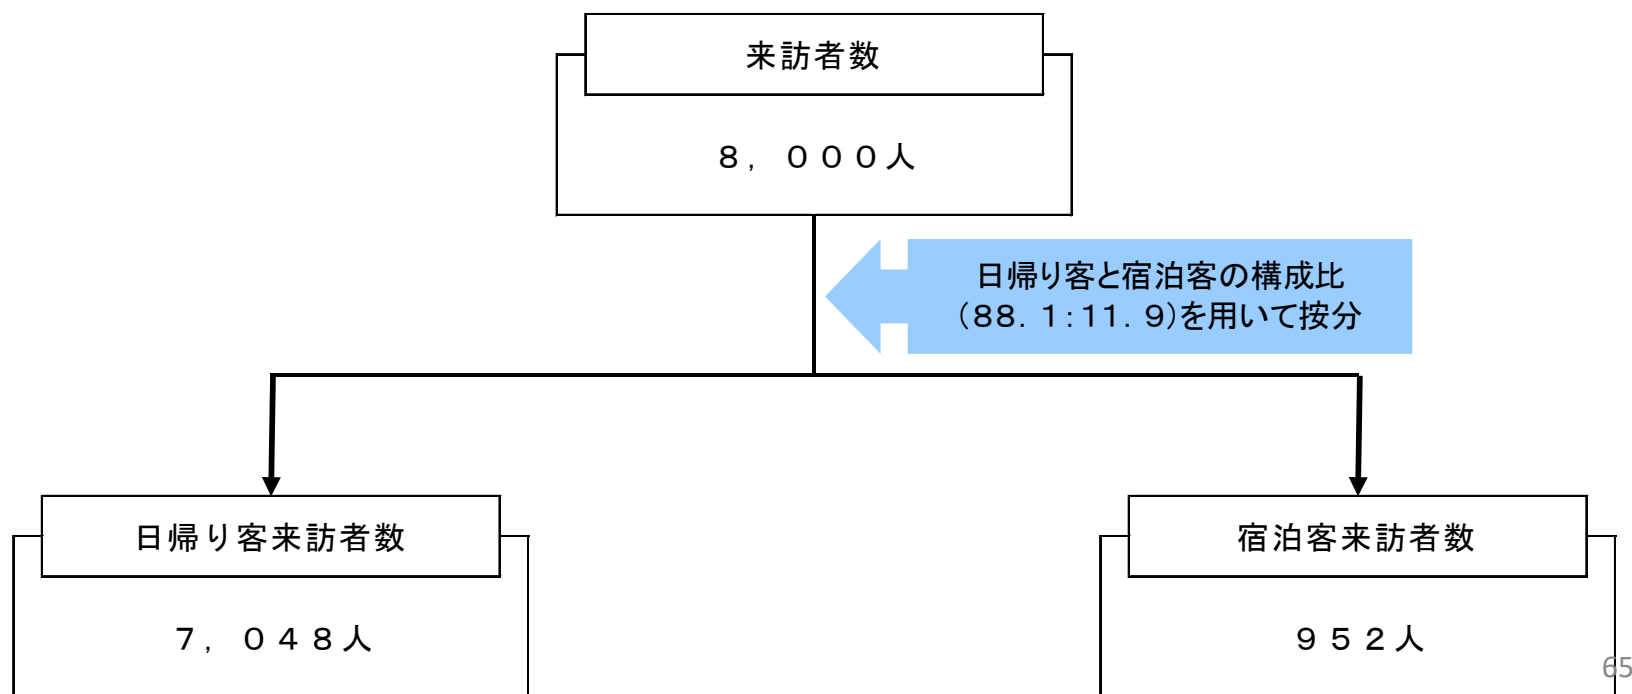 来訪者数
８，０００人
日帰り客と宿泊客の構成比
（８８．１：１１．９）を用いて按分
日帰り客来訪者数
宿泊客来訪者数
７，０４８人
９５２人
65